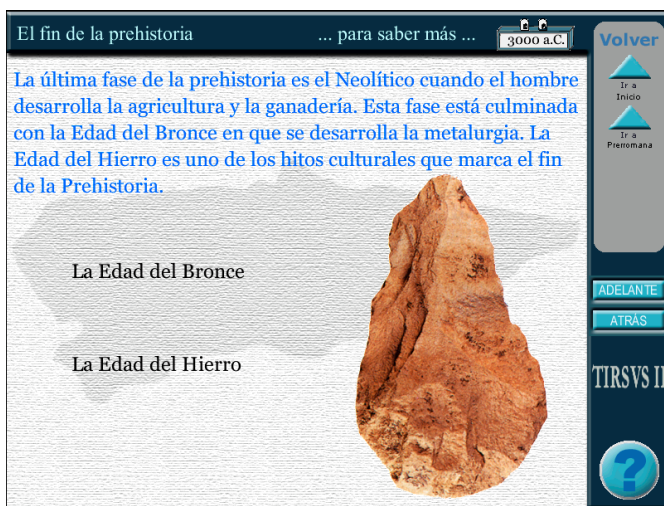 El fin de la prehistoria
... para saber más ...
3000 a.C.
La última fase de la prehistoria es el Neolítico cuando el hombre
desarrolla la agricultura y la ganadería. Esta fase está culminada
con la Edad del Bronce en que se desarrolla la metalurgia. La
Edad del Hierro es uno de los hitos culturales que marca el fin
de la Prehistoria.
La Edad del Bronce
La Edad del Hierro
Volver
Ir a
Inicio
Ir a
Prerromana
ADELANTE
ATRÁS
TIRSVS II
?